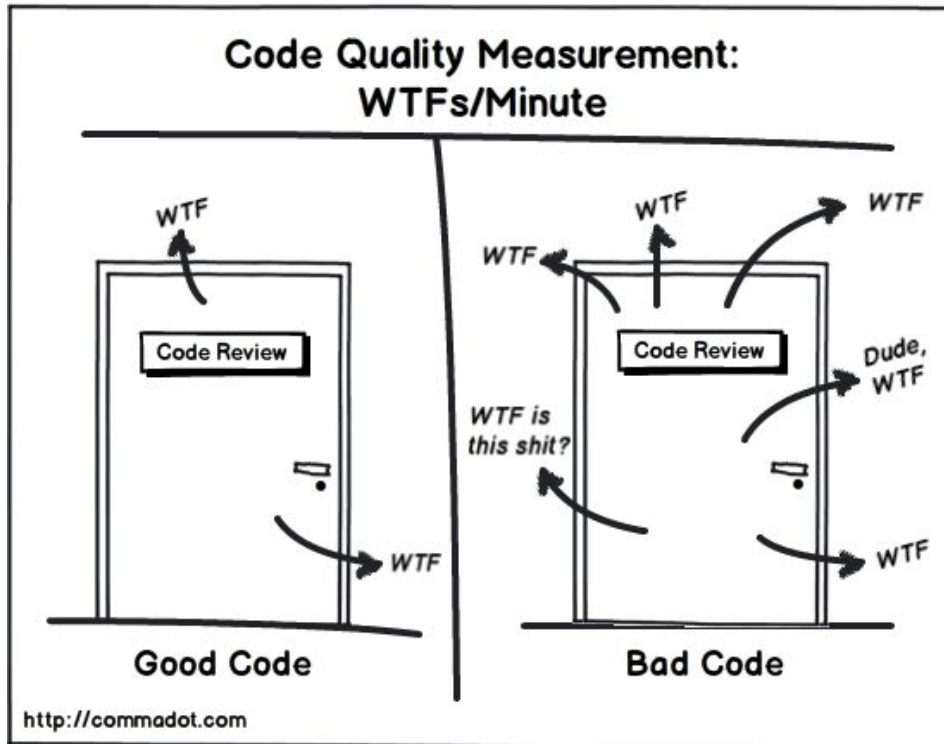 Code Quality Measurement:
WTFs/Minute
WTF
Code Review
WTF
Good Code
WTF
WTF
WTF
Code Review
Dude,
WTF
WTF is
this shit?
WTF
Bad Code
http://commadot.com